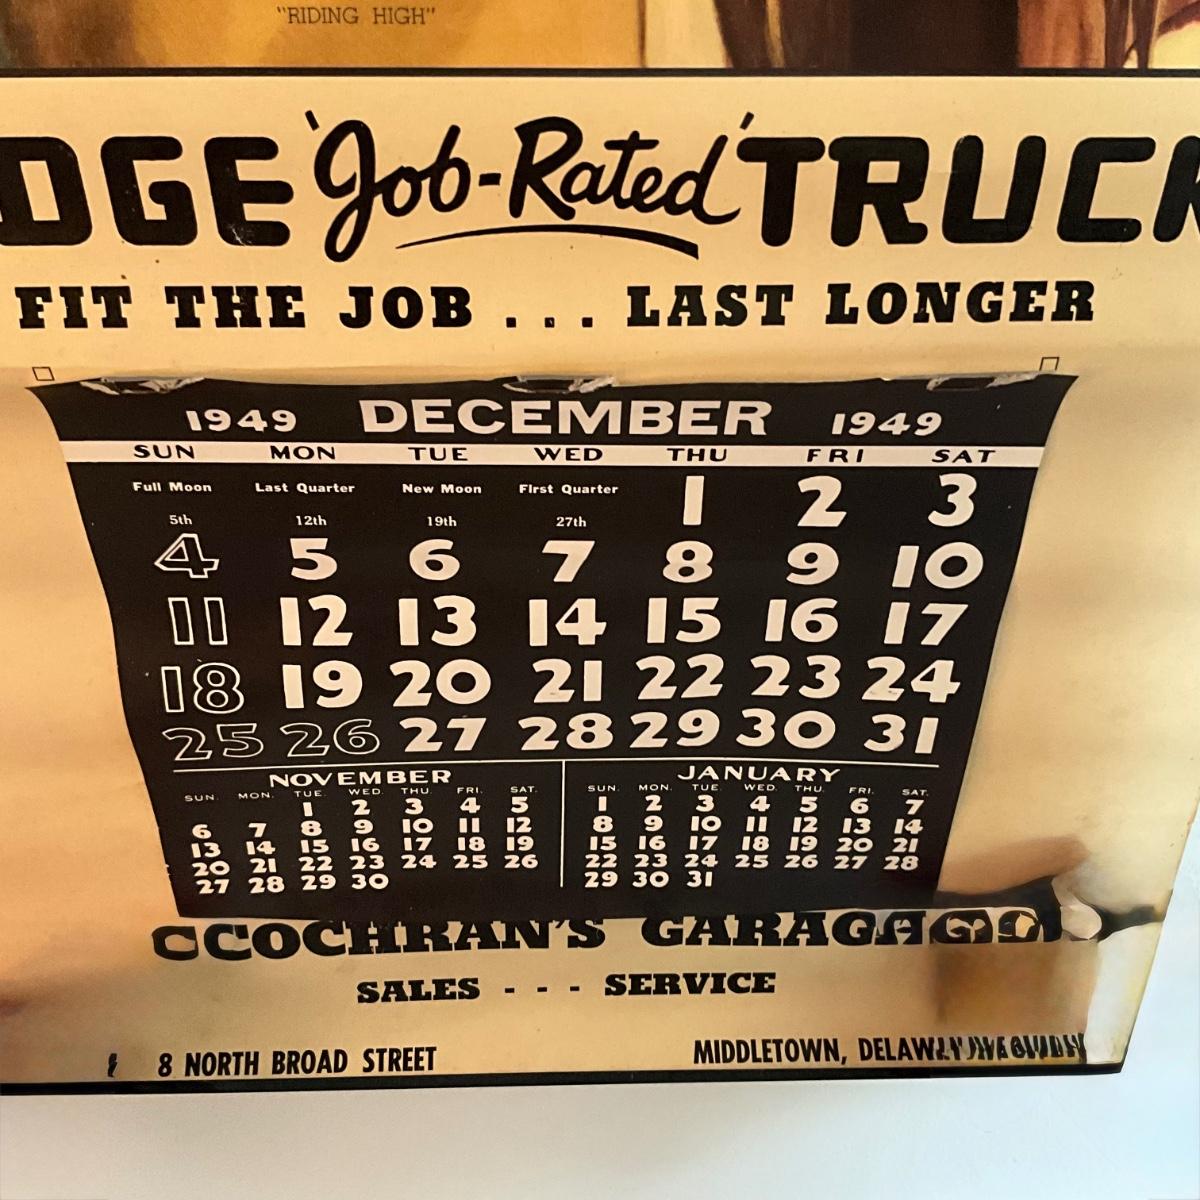 "RIDING HIGH"
DGE 'Job-Rated' TRUCK
FIT THE JOB . . . LAST LONGER
1949 DECEMBER 1949
SUN MON TUE WED THU FRI SAT
Full Moon Last Quarter New Moon First Quarter 1 2 3
5th 12th 19th 27th
4 5 6 7 8 9 10
11 12 13 14 15 16 17
18 19 20 21 22 23 24
25 26 27 28 29 30 31
NOVEMBER JANUARY
SUN. MON. TUE. WED. THU. FRI. SAT. SUN. MON. TUE. WED. THU. FRI. SAT.
1 2 3 4 5 1 2 3 4 5 6 7
6 7 8 9 10 11 12 8 9 10 11 12 13 14
13 14 15 16 17 18 19 15 16 17 18 19 20 21
20 21 22 23 24 25 26 22 23 24 25 26 27 28
27 28 29 30 29 30 31
CCOCHRAN'S
SALES - - - SERVICE
8 NORTH BROAD STREET MIDDLETOWN,